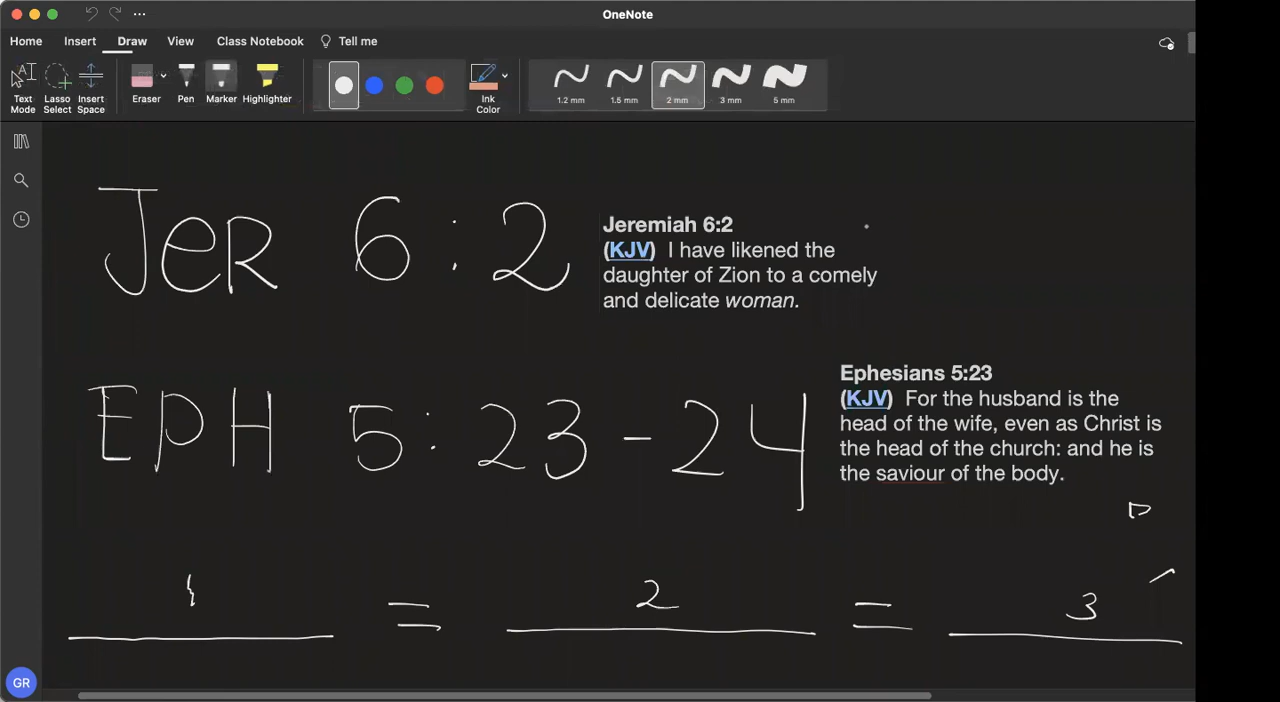 OneNote
Home Insert Draw View Class Notebook Tell me
Text Mode
Lasso Select
Insert Space
Eraser
Pen
Marker
Highlighter
Ink Color
1.2 mm
1.5 mm
2 mm
3 mm
5 mm
Jer 6:2
Jeremiah 6:2
(KJV) I have likened the
daughter of Zion to a comely
and delicate woman.
EPH 5:23-24
Ephesians 5:23
(KJV) For the husband is the
head of the wife, even as Christ is
the head of the church: and he is
the saviour of the body.
1 = 2 = 3
GR